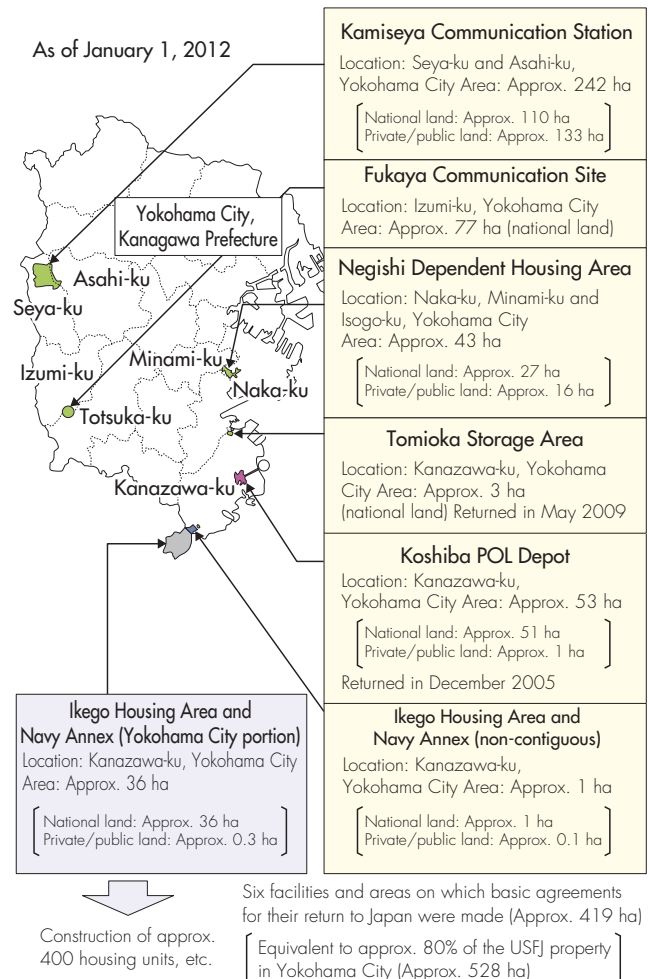 As of January 1, 2012
Kamiseya Communication Station
Location: Seya-ku and Asahi-ku,
Yokohama City Area: Approx. 242 ha
National land: Approx. 110 ha
Private/public land: Approx. 133 ha
Fukaya Communication Site
Location: Izumi-ku, Yokohama City
Area: Approx. 77 ha (national land)
Negishi Dependent Housing Area
Location: Naka-ku, Minami-ku and
Isogo-ku, Yokohama City
Area: Approx. 43 ha
National land: Approx. 27 ha
Private/public land: Approx. 16 ha
Tomioka Storage Area
Location: Kanazawa-ku, Yokohama
City Area: Approx. 3 ha
(national land) Returned in May 2009
Koshiba POL Depot
Location: Kanazawa-ku,
Yokohama City Area: Approx. 53 ha
National land: Approx. 51 ha
Private/public land: Approx. 1 ha
Returned in December 2005
Ikego Housing Area and
Navy Annex (non-contiguous)
Location: Kanazawa-ku,
Yokohama City Area: Approx. 1 ha
National land: Approx. 1 ha
Private/public land: Approx. 0.1 ha
Yokohama City,
Kanagawa Prefecture
Asahi-ku
Seya-ku
Minami-ku
Izumi-ku
Naka-ku
Totsuka-ku
Kanazawa-ku
Ikego Housing Area and
Navy Annex (Yokohama City portion)
Location: Kanazawa-ku, Yokohama City
Area: Approx. 36 ha
National land: Approx. 36 ha
Private/public land: Approx. 0.3 ha
Construction of approx.
400 housing units, etc.
Six facilities and areas on which basic agreements
for their return to Japan were made (Approx. 419 ha)
Equivalent to approx. 80% of the USFJ property
in Yokohama City (Approx. 528 ha)